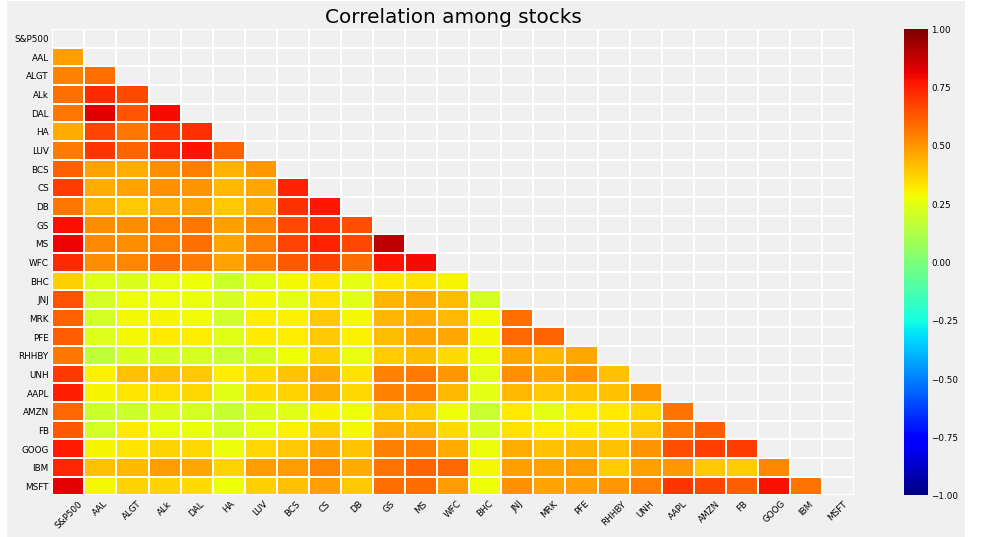 Correlation among stocks
S&P500
AAL
ALGT
ALk
DAL
HA
LUV
BCS
CS
DB
GS
MS
WFC
BHC
JNJ
MRK
PFE
RHHBY
UNH
AAPL
AMZN
FB
GOOG
IBM
MSFT
S&P500 AAL ALGT ALk DAL HA LUV BCS CS DB GS MS WFC BHC JNJ MRK PFE RHHBY UNH AAPL AMZN FB GOOG IBM MSFT
1.00
0.75
0.50
0.25
0.00
−0.25
−0.50
−0.75
−1.00